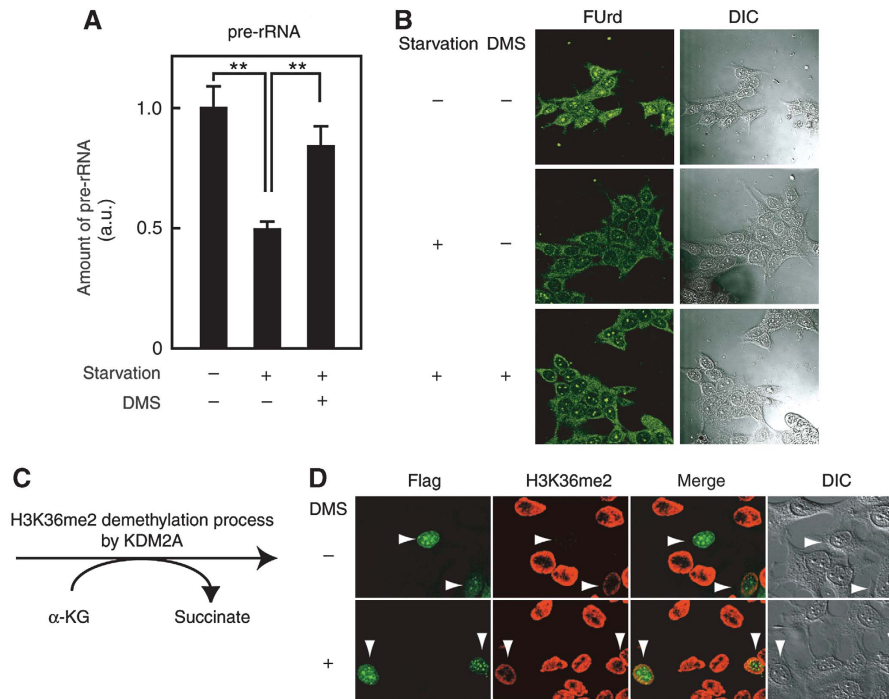 A
pre-rRNA
** **
1.0
0.5
0
Amount of pre-rRNA
(a.u.)
Starvation − + +
DMS − − +
B
FUrd DIC
Starvation DMS
− −
+ −
+ +
C
H3K36me2 demethylation process
by KDM2A
α-KG Succinate
D
Flag H3K36me2 Merge DIC
DMS
−
+